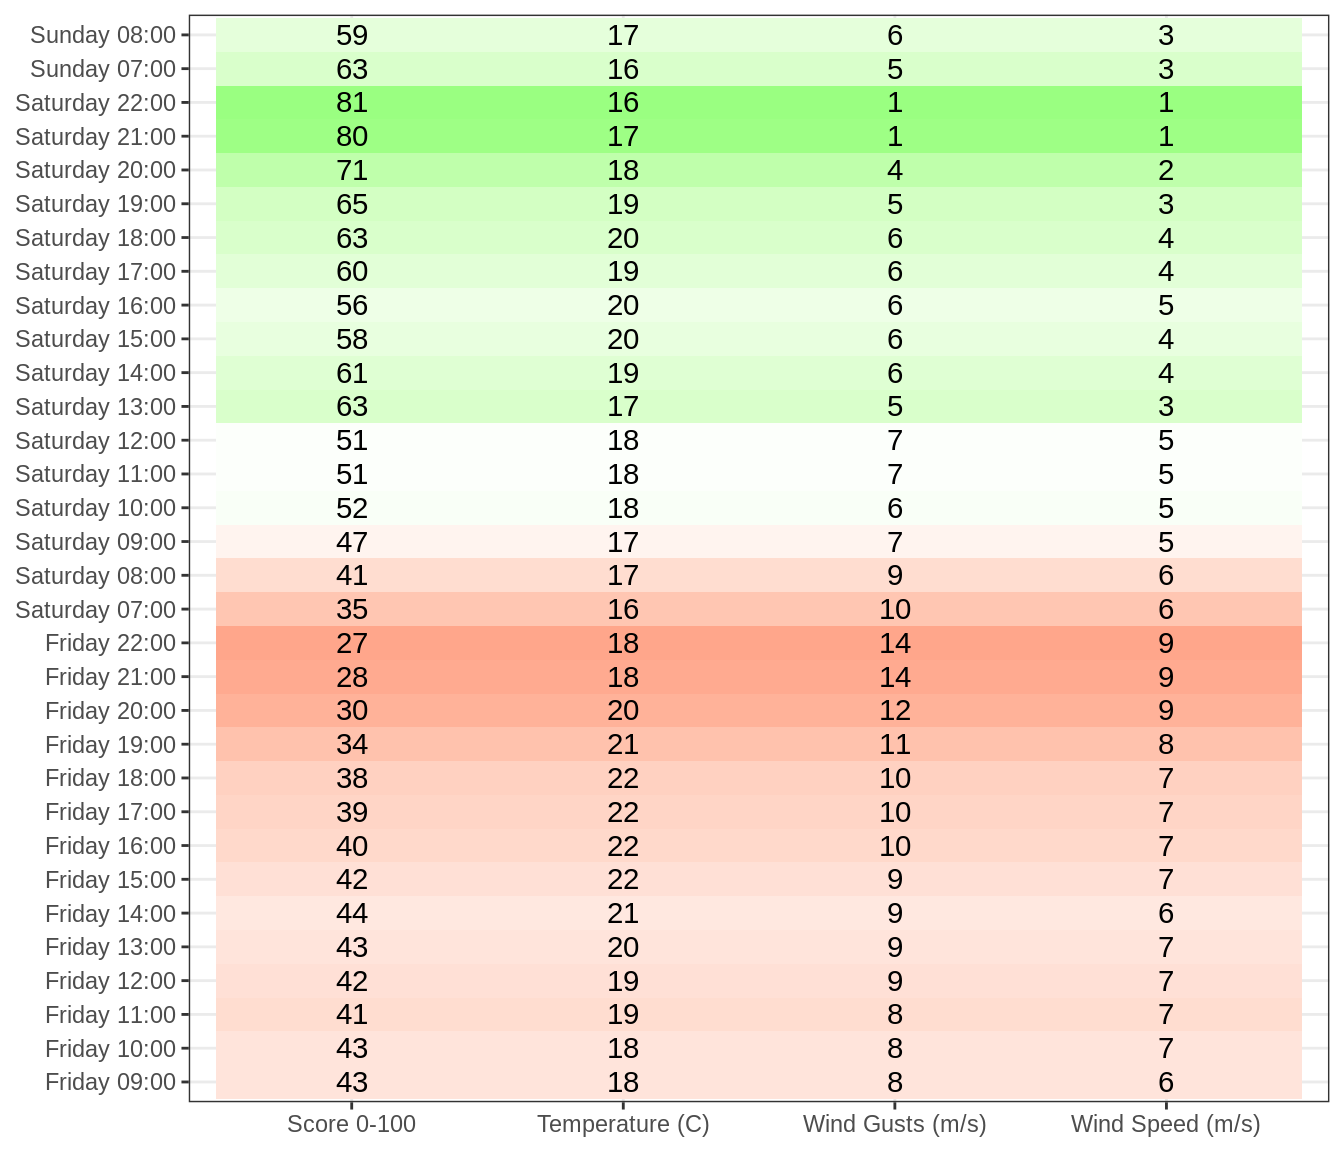 Sunday 08:00 59 17 6 3
Sunday 07:00 63 16 5 3
Saturday 22:00 81 16 1 1
Saturday 21:00 80 17 1 1
Saturday 20:00 71 18 4 2
Saturday 19:00 65 19 5 3
Saturday 18:00 63 20 6 4
Saturday 17:00 60 19 6 4
Saturday 16:00 56 20 6 5
Saturday 15:00 58 20 6 4
Saturday 14:00 61 19 6 4
Saturday 13:00 63 17 5 3
Saturday 12:00 51 18 7 5
Saturday 11:00 51 18 7 5
Saturday 10:00 52 18 6 5
Saturday 09:00 47 17 7 5
Saturday 08:00 41 17 9 6
Saturday 07:00 35 16 10 6
Friday 22:00 27 18 14 9
Friday 21:00 28 18 14 9
Friday 20:00 30 20 12 9
Friday 19:00 34 21 11 8
Friday 18:00 38 22 10 7
Friday 17:00 39 22 10 7
Friday 16:00 40 22 10 7
Friday 15:00 42 22 9 7
Friday 14:00 44 21 9 6
Friday 13:00 43 20 9 7
Friday 12:00 42 19 9 7
Friday 11:00 41 19 8 7
Friday 10:00 43 18 8 7
Friday 09:00 43 18 8 6
Score 0-100 Temperature (C) Wind Gusts (m/s) Wind Speed (m/s)